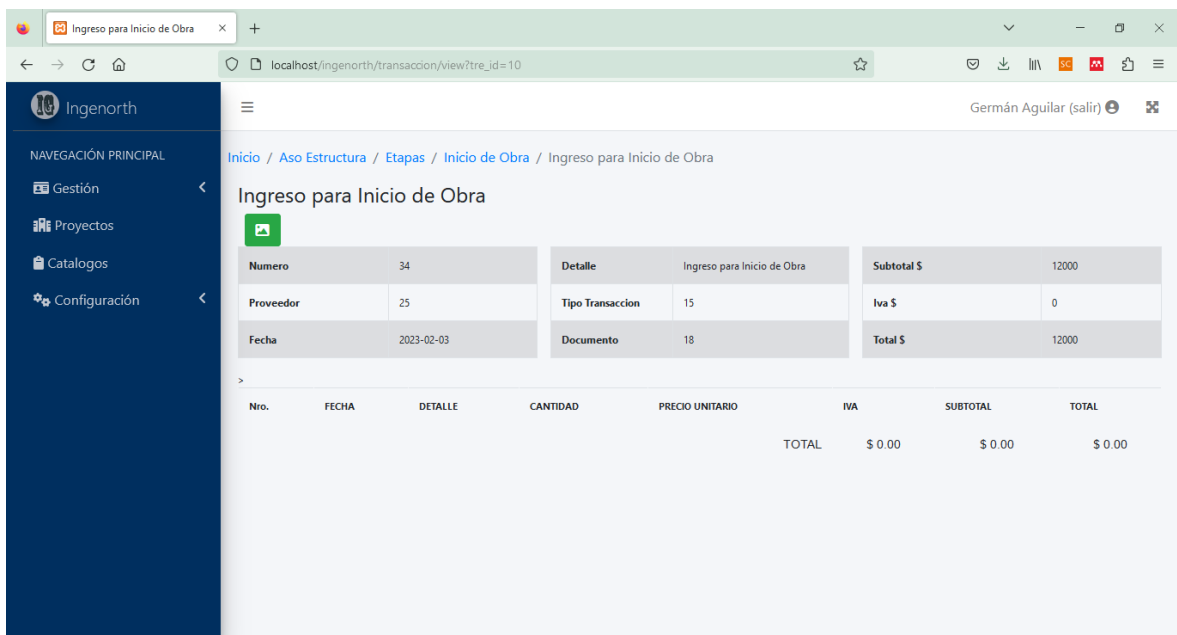 Ingreso para Inicio de Obra
localhost/ingenorth/transaccion/view?tre_id=10
SC
IG Ingenorth
Germán Aguilar (salir)
NAVEGACIÓN PRINCIPAL
Gestión
Proyectos
Catalogos
Configuración
Inicio / Aso Estructura / Etapas / Inicio de Obra / Ingreso para Inicio de Obra
Ingreso para Inicio de Obra
Numero 34 Detalle Ingreso para Inicio de Obra Subtotal $ 12000
Proveedor 25 Tipo Transaccion 15 Iva $ 0
Fecha 2023-02-03 Documento 18 Total $ 12000
>
Nro. FECHA DETALLE CANTIDAD PRECIO UNITARIO IVA SUBTOTAL TOTAL
TOTAL $ 0.00 $ 0.00 $ 0.00